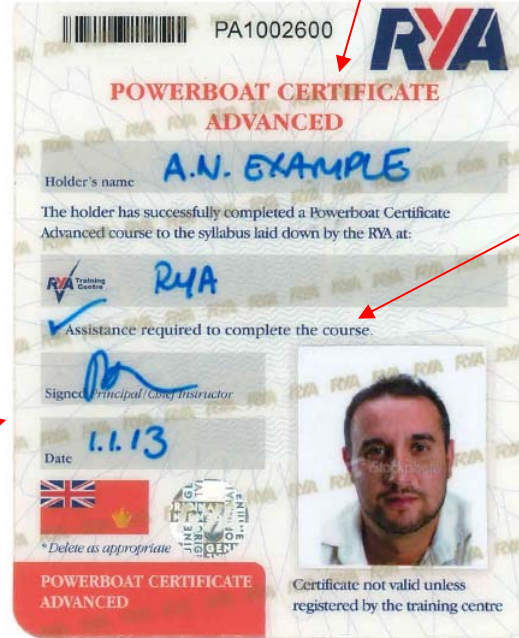 PA1002600
RYA
POWERBOAT CERTIFICATE
ADVANCED
Holder's name A.N. EXAMPLE
The holder has successfully completed a Powerboat Certificate
Advanced course to the syllabus laid down by the RYA at:
RYA Training Centre RYA
Assistance required to complete the course.
Signed Principal/Chief Instructor
Date 1.1.13
*Delete as appropriate
POWERBOAT CERTIFICATE
ADVANCED
iStockphoto
Certificate not valid unless
registered by the training centre